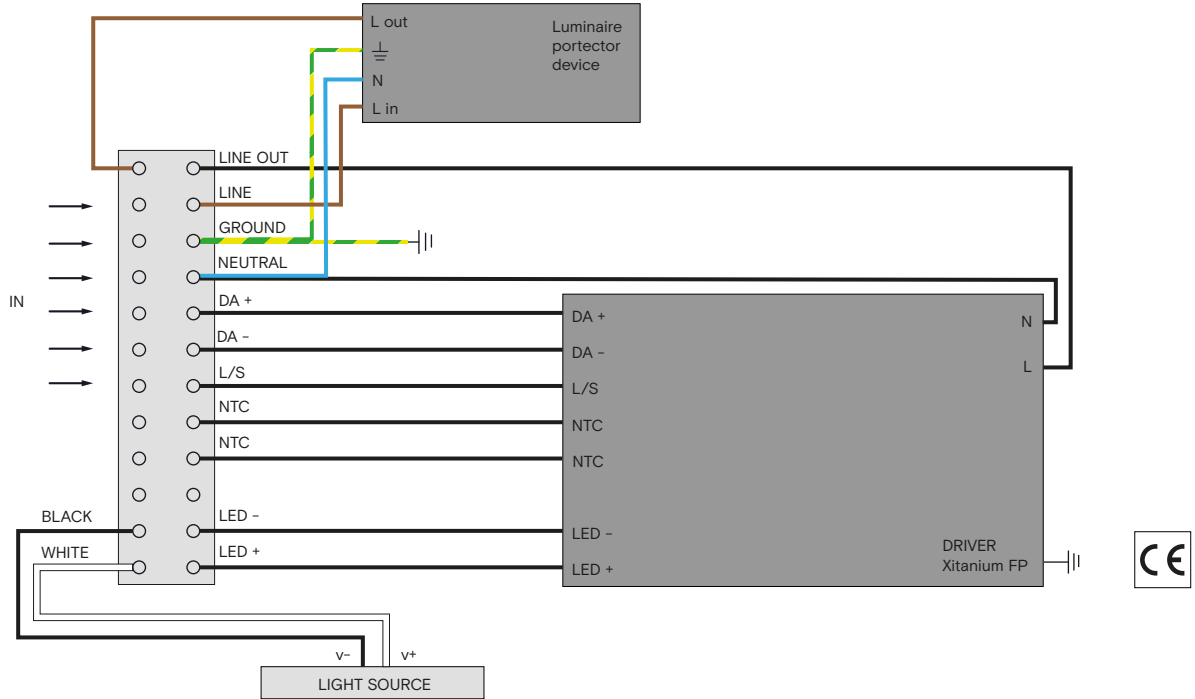 L out
Luminaire
portector
device
N
L in
LINE OUT
LINE
GROUND
NEUTRAL
IN
DA +
DA -
L/S
NTC
NTC
BLACK
LED -
WHITE
LED +
DA +
DA -
L/S
NTC
NTC
LED -
LED +
N
L
DRIVER
Xitanium FP
CE
v- v+
LIGHT SOURCE